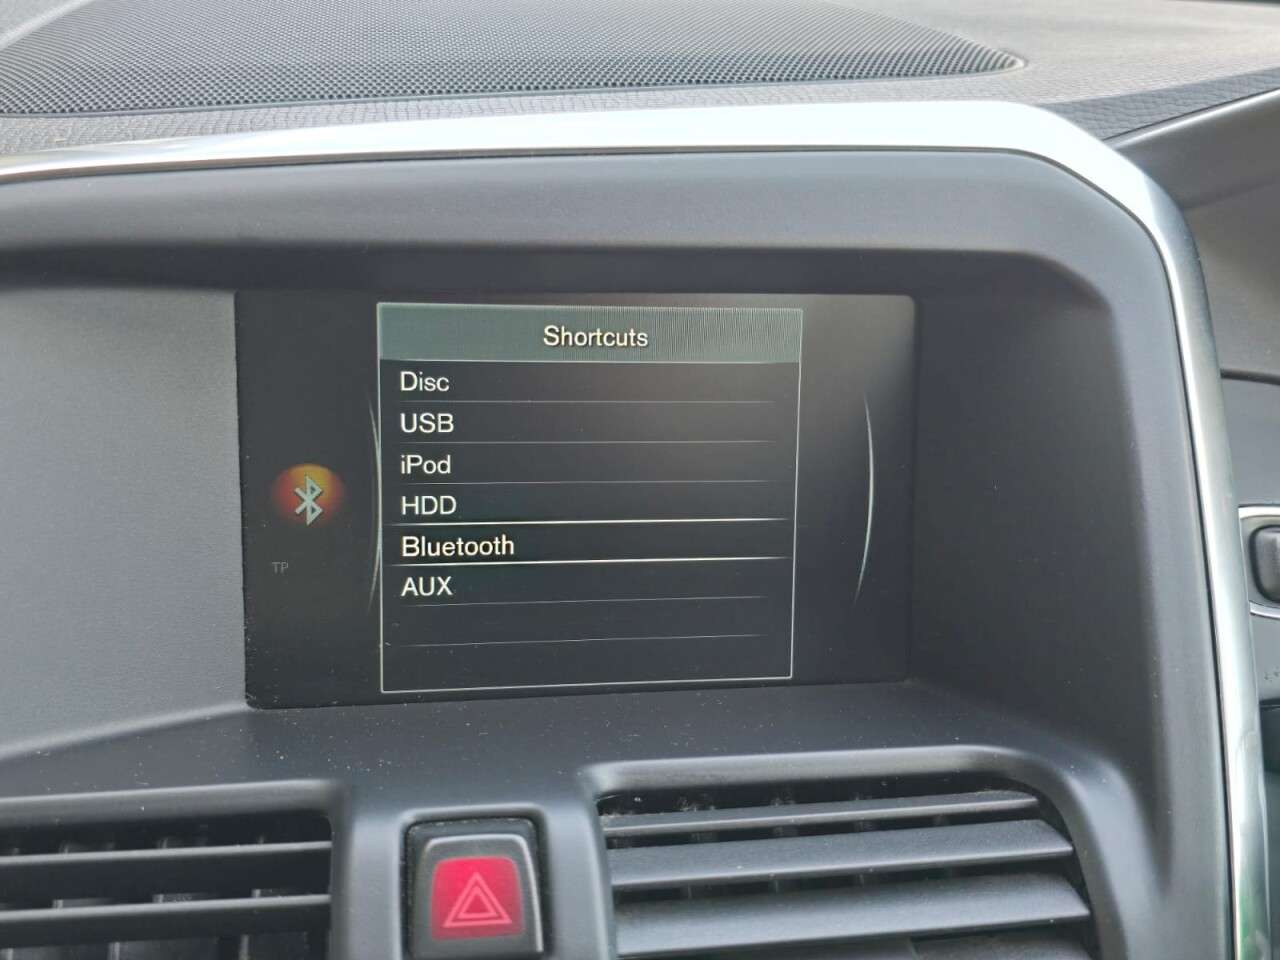 Shortcuts
Disc
USB
iPod
HDD
Bluetooth
TP
AUX